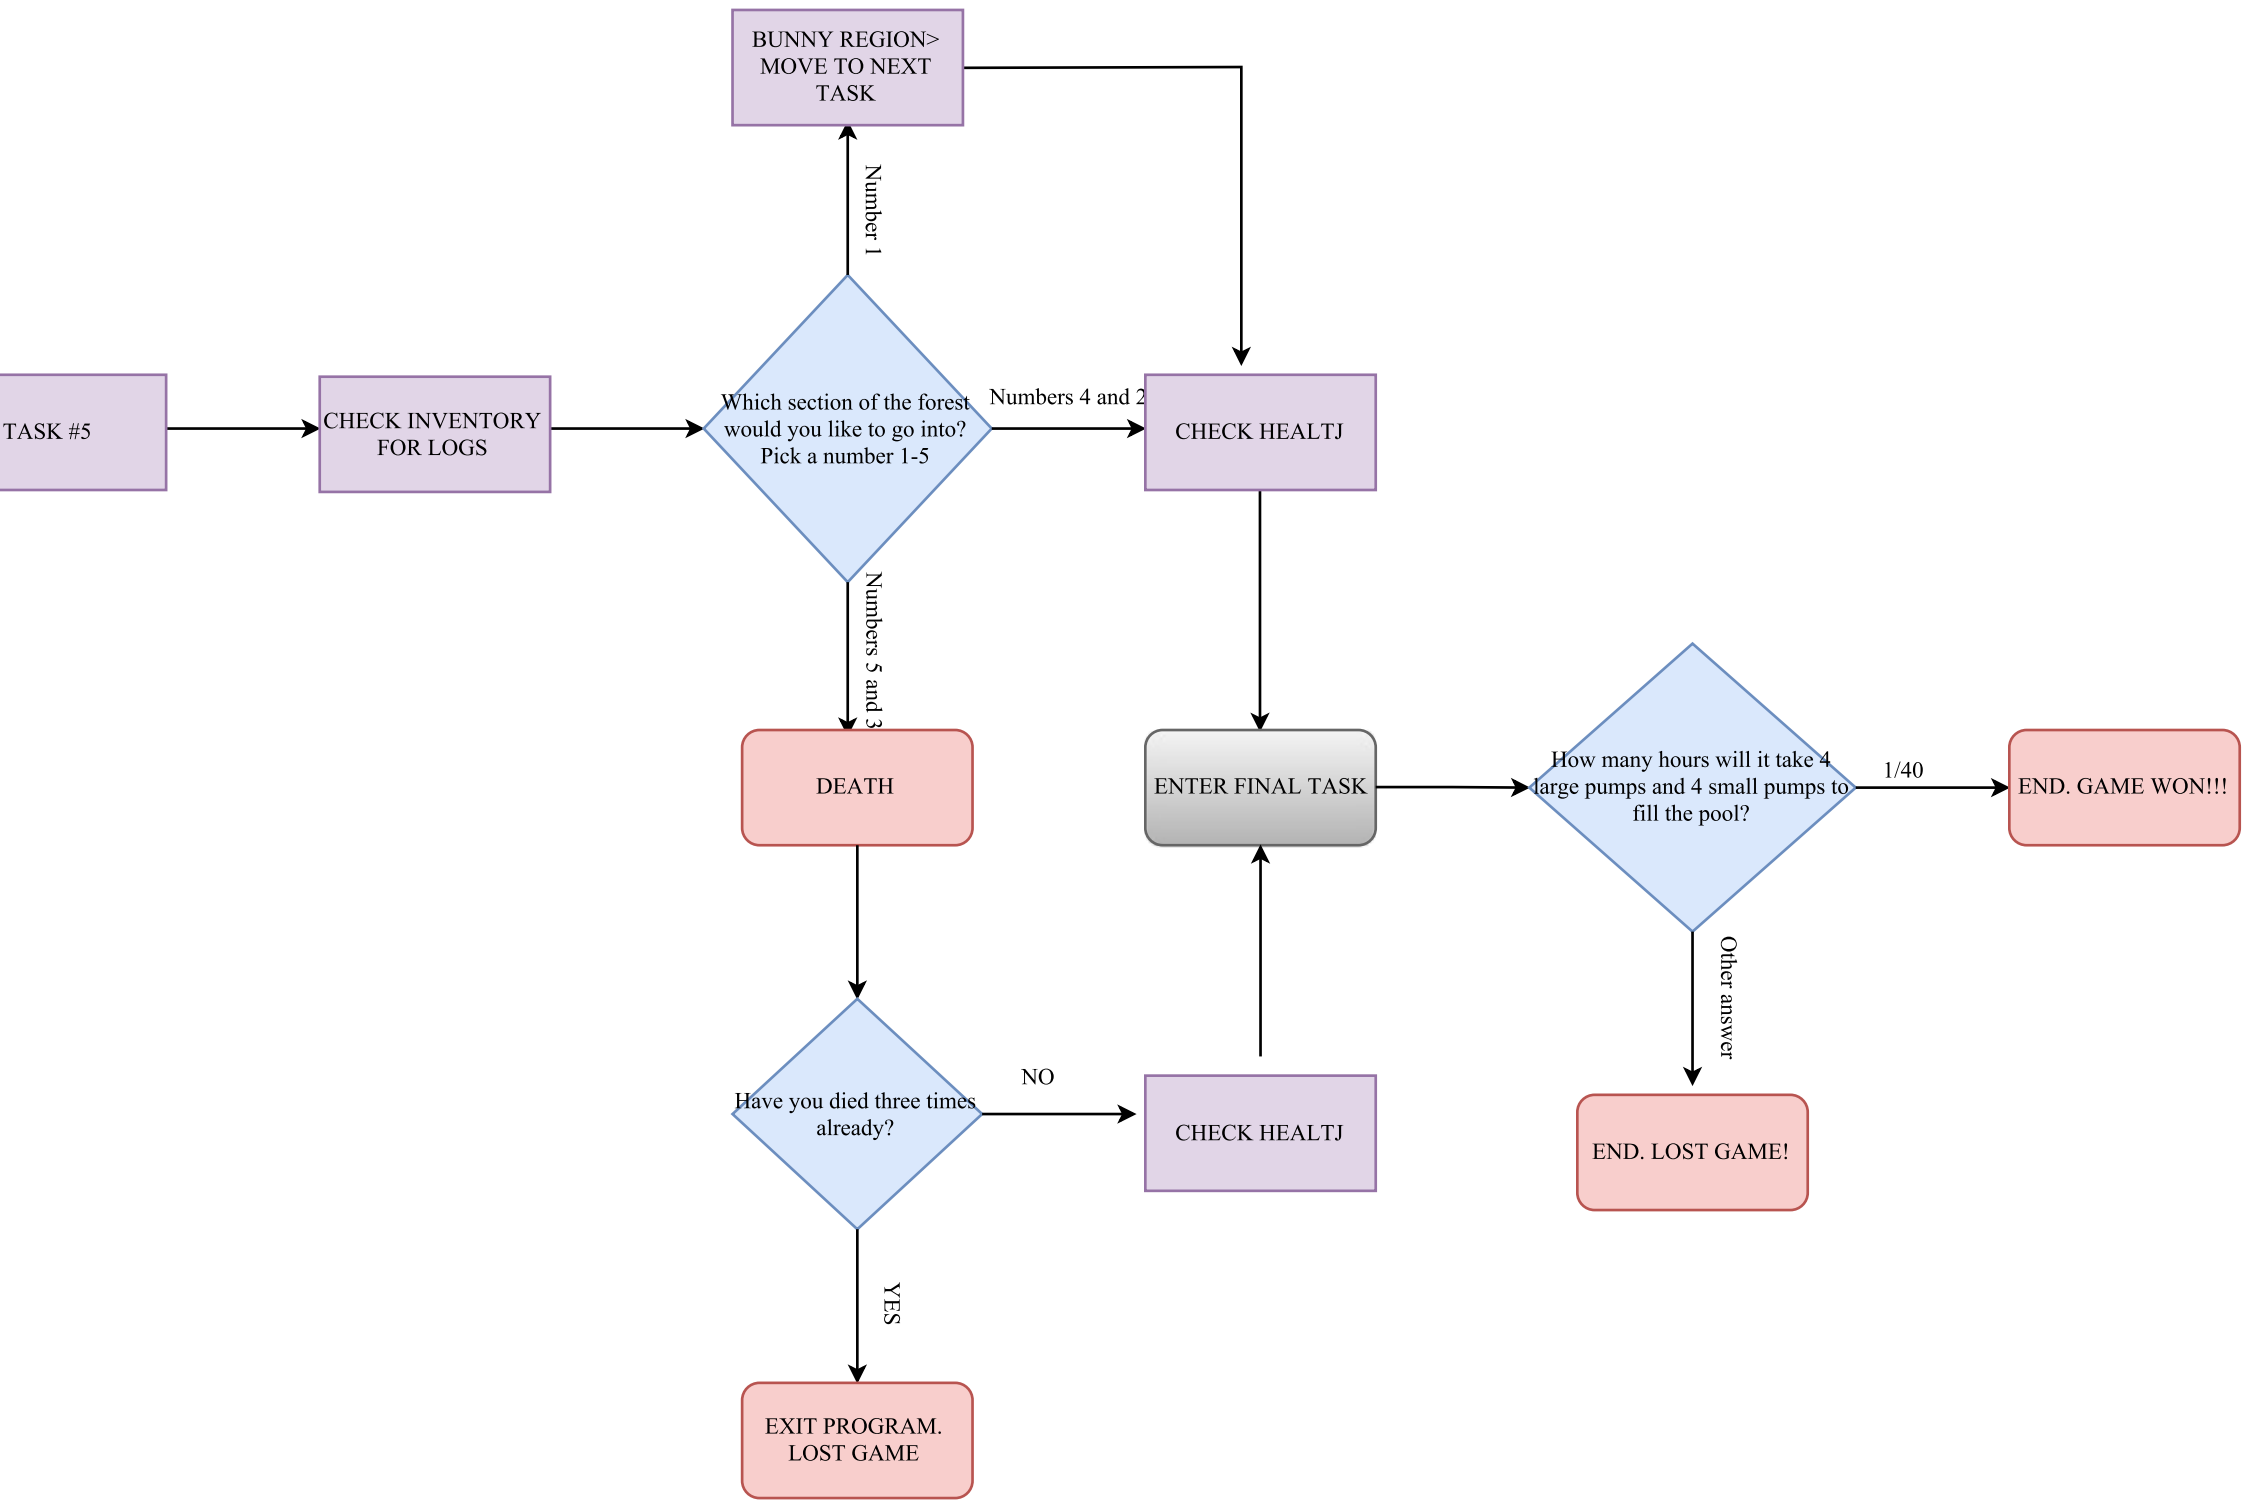 BUNNY REGION>
MOVE TO NEXT
TASK
Number 1
TASK #5
CHECK INVENTORY
FOR LOGS
Which section of the forest
would you like to go into?
Pick a number 1-5
Numbers 4 and 2
CHECK HEALTJ
Numbers 5 and 3
DEATH
ENTER FINAL TASK
How many hours will it take 4
large pumps and 4 small pumps to
fill the pool?
1/40
END. GAME WON!!!
Other answer
Have you died three times
already?
NO
CHECK HEALTJ
END. LOST GAME!
YES
EXIT PROGRAM.
LOST GAME